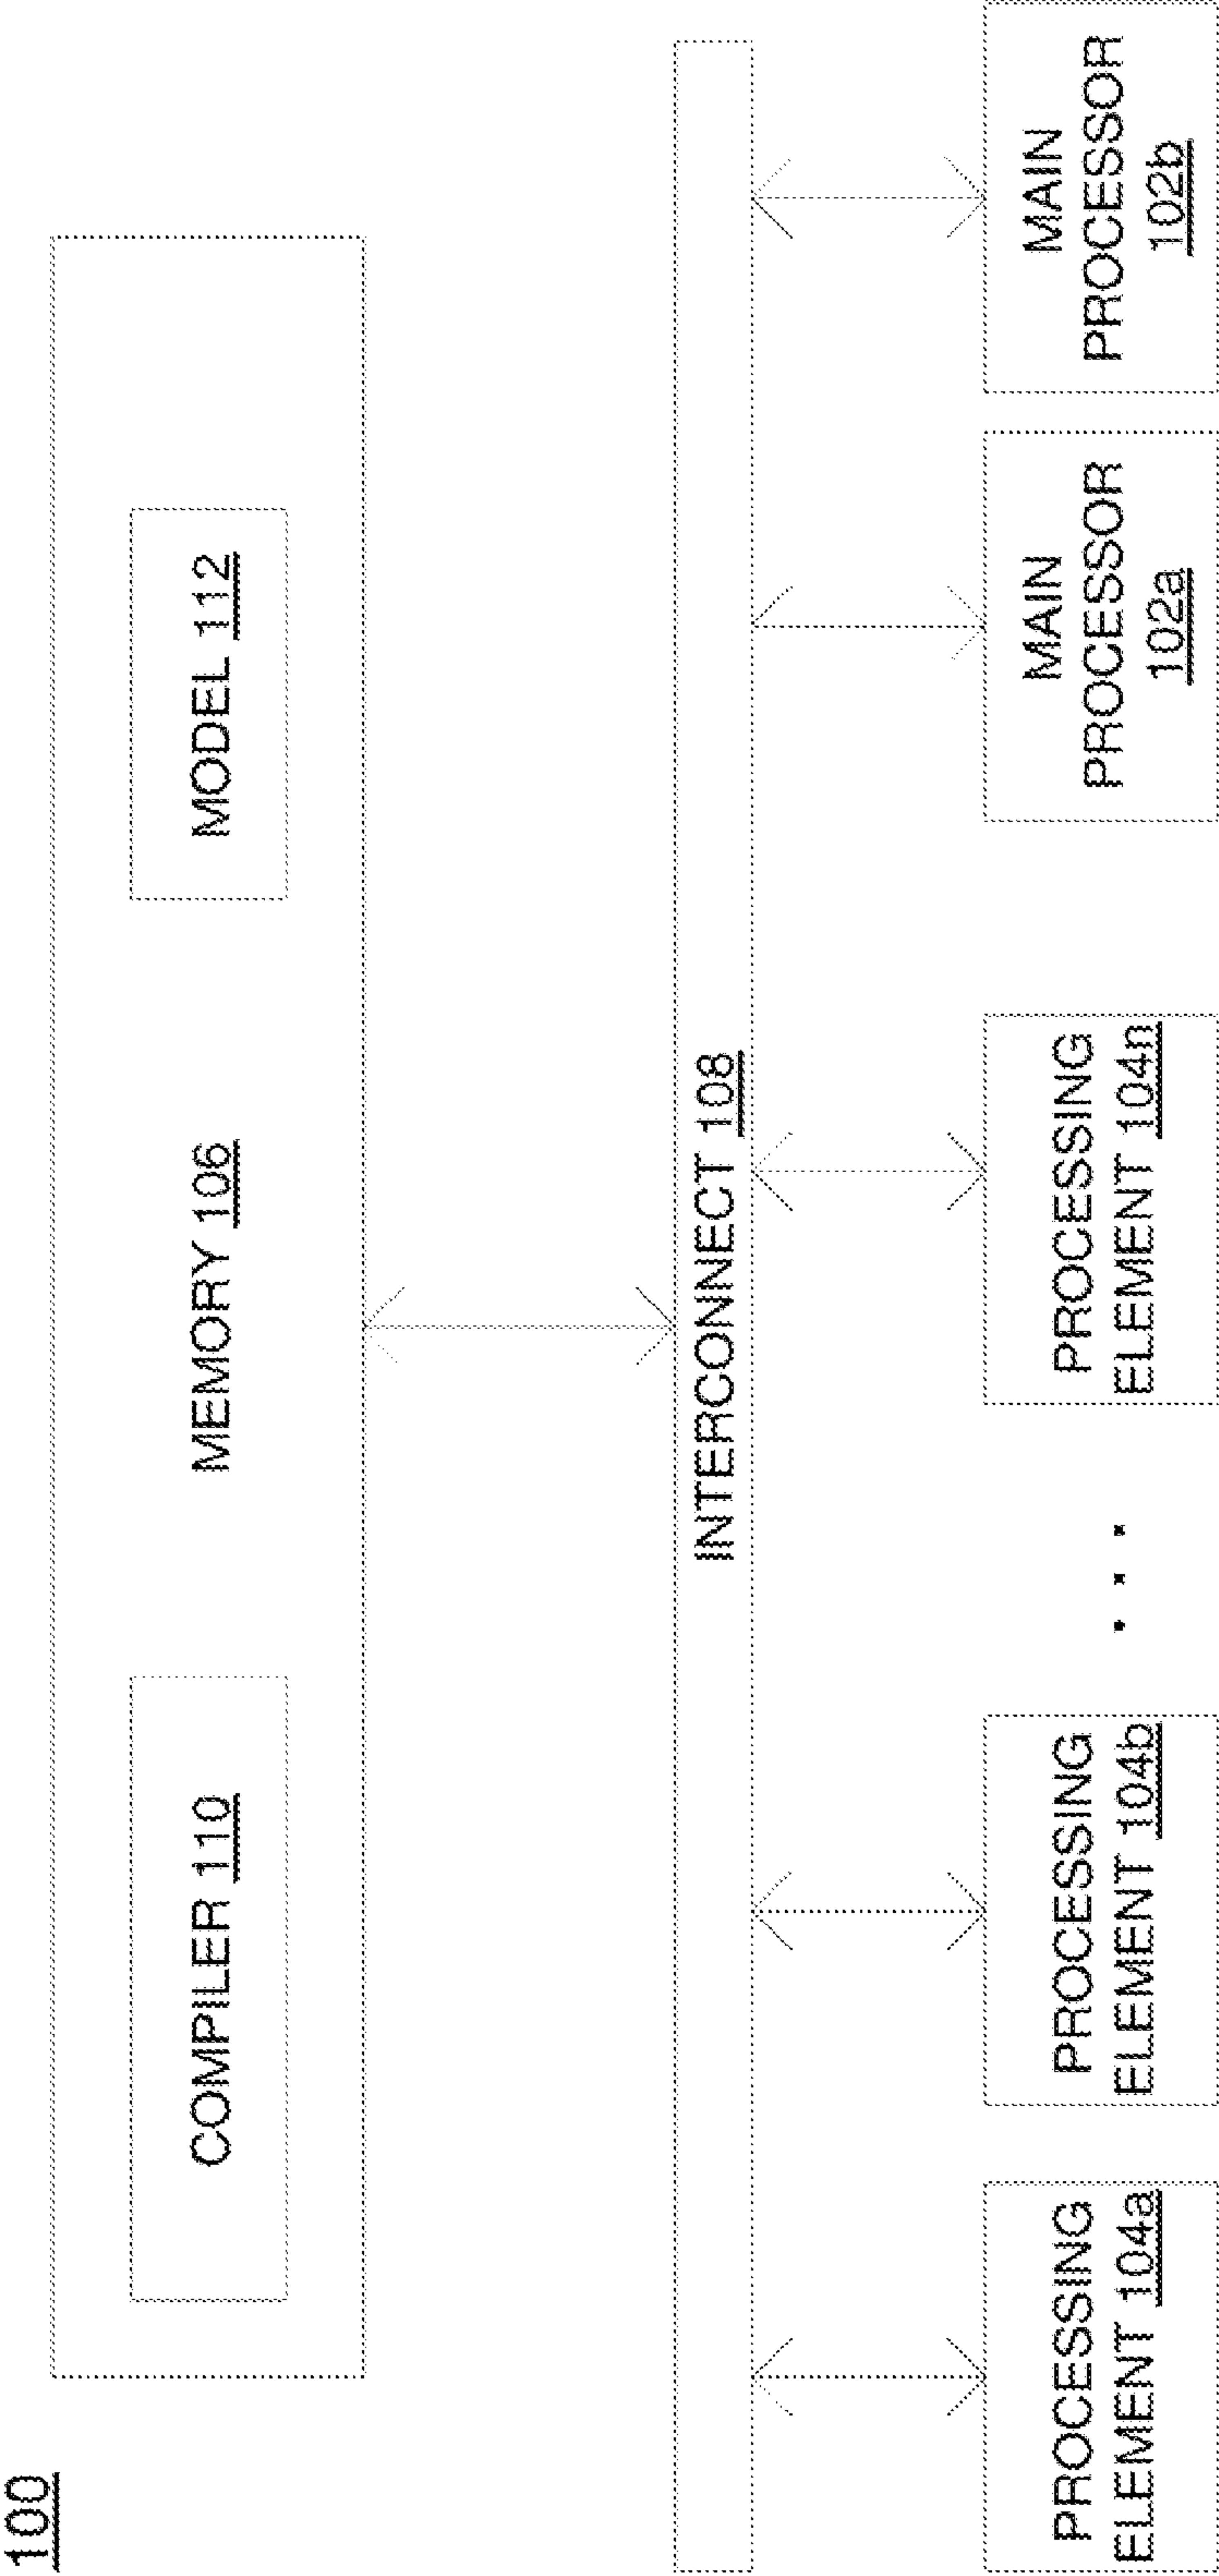 100
COMPILER 110
MEMORY 106
MODEL 112
INTERCONNECT 108
PROCESSING
ELEMENT 104a
PROCESSING
ELEMENT 104b
. . .
PROCESSING
ELEMENT 104n
MAIN
PROCESSOR
102a
MAIN
PROCESSOR
102b